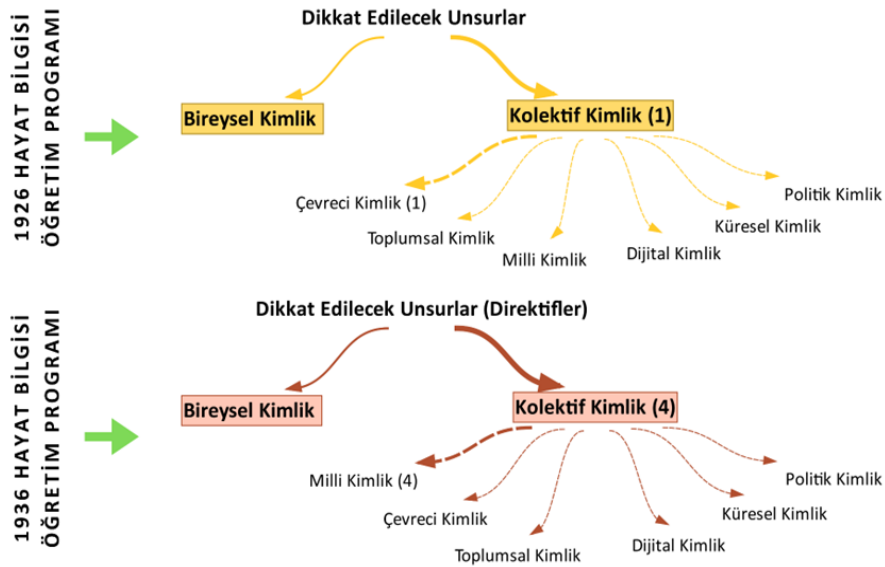 1926 HAYAT BİLGİSİ
ÖĞRETİM PROGRAMI
Dikkat Edilecek Unsurlar
Bireysel Kimlik
Kolektif Kimlik (1)
Çevreci Kimlik (1)
Toplumsal Kimlik
Milli Kimlik
Dijital Kimlik
Küresel Kimlik
Politik Kimlik
1936 HAYAT BİLGİSİ
ÖĞRETİM PROGRAMI
Dikkat Edilecek Unsurlar (Direktifler)
Bireysel Kimlik
Kolektif Kimlik (4)
Milli Kimlik (4)
Çevreci Kimlik
Toplumsal Kimlik
Dijital Kimlik
Küresel Kimlik
Politik Kimlik